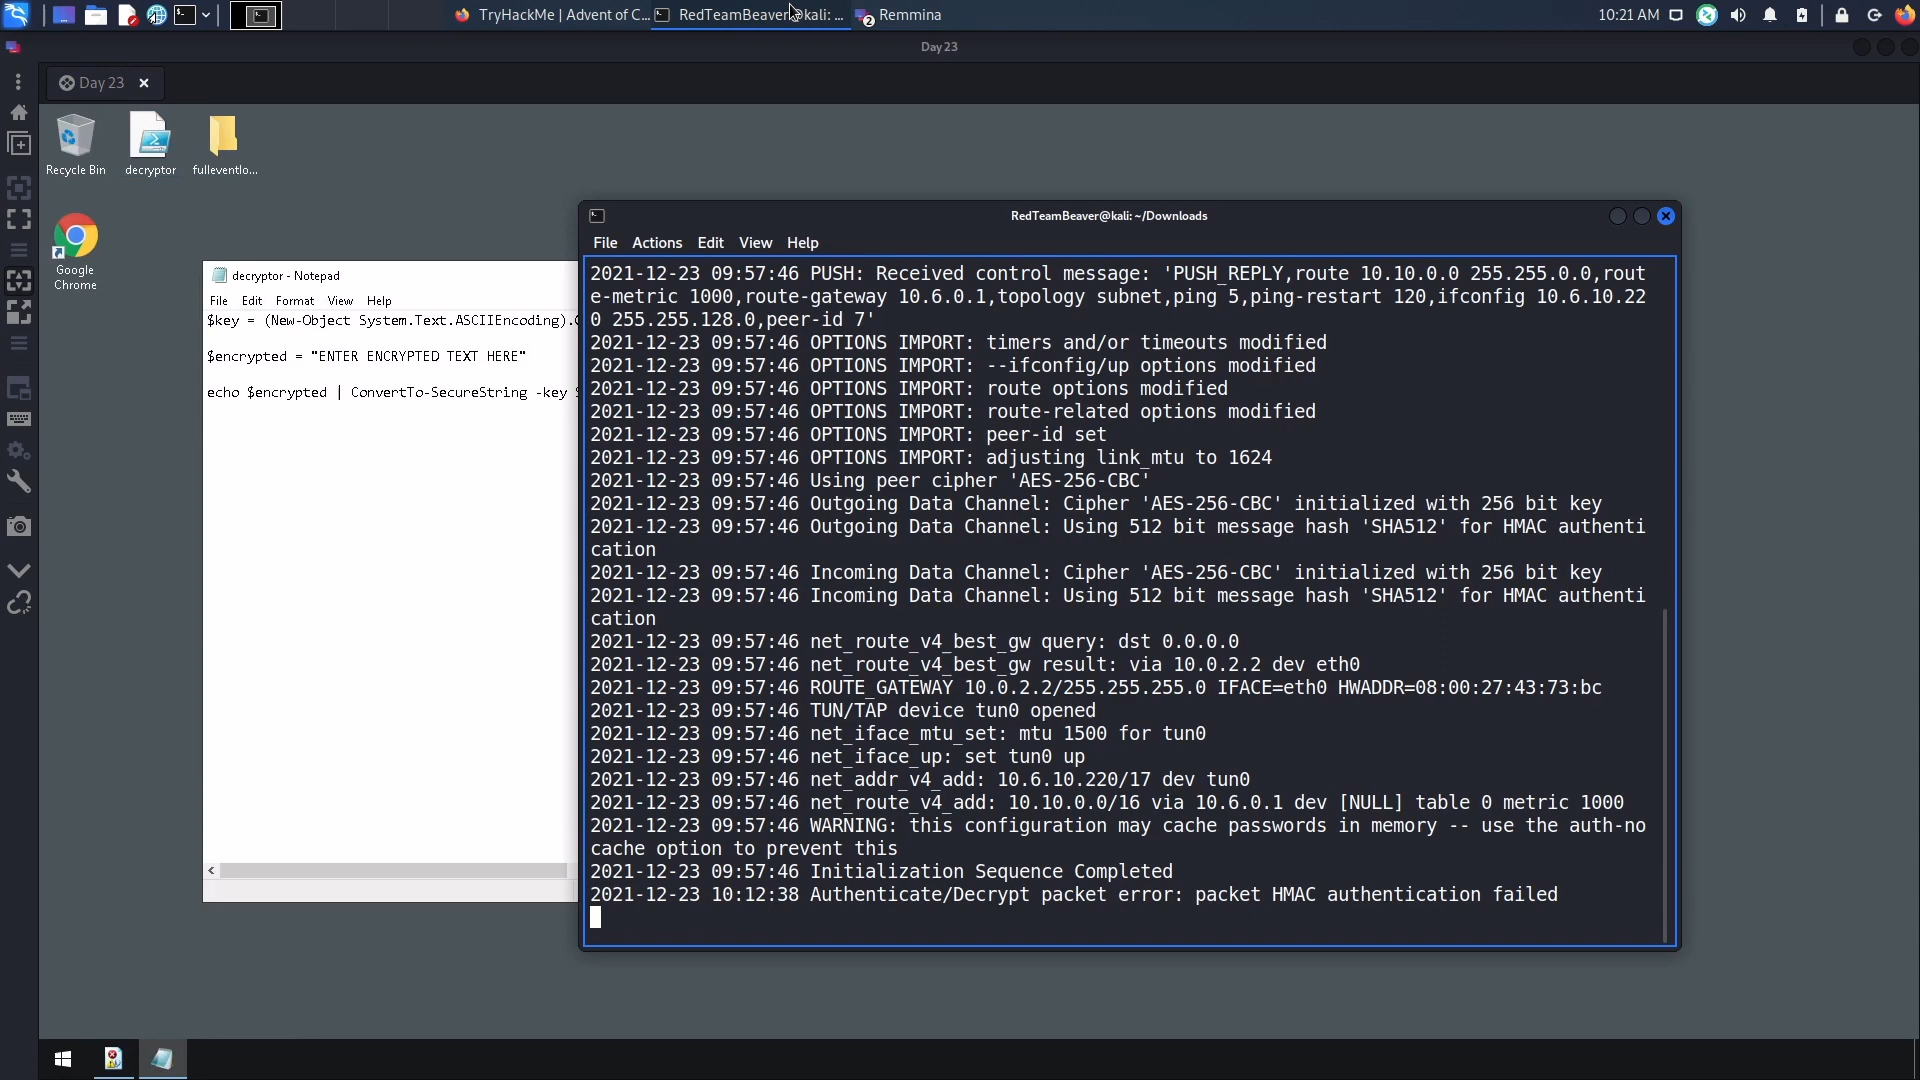 TryHackMe | Advent of C...
RedTeamBeaver@kali: ...
2
Remmina
10:21 AM
Day 23
Day 23
Recycle Bin
decryptor
fulleventlo...
Google
Chrome
decryptor - Notepad
File Edit Format View Help
$key = (New-Object System.Text.ASCIIEncoding).
$encrypted = "ENTER ENCRYPTED TEXT HERE"
echo $encrypted | ConvertTo-SecureString -key
RedTeamBeaver@kali: ~/Downloads
File Actions Edit View Help
2021-12-23 09:57:46 PUSH: Received control message: 'PUSH_REPLY,route 10.10.0.0 255.255.0.0,rout
e-metric 1000,route-gateway 10.6.0.1,topology subnet,ping 5,ping-restart 120,ifconfig 10.6.10.22
0 255.255.128.0,peer-id 7'
2021-12-23 09:57:46 OPTIONS IMPORT: timers and/or timeouts modified
2021-12-23 09:57:46 OPTIONS IMPORT: --ifconfig/up options modified
2021-12-23 09:57:46 OPTIONS IMPORT: route options modified
2021-12-23 09:57:46 OPTIONS IMPORT: route-related options modified
2021-12-23 09:57:46 OPTIONS IMPORT: peer-id set
2021-12-23 09:57:46 OPTIONS IMPORT: adjusting link_mtu to 1624
2021-12-23 09:57:46 Using peer cipher 'AES-256-CBC'
2021-12-23 09:57:46 Outgoing Data Channel: Cipher 'AES-256-CBC' initialized with 256 bit key
2021-12-23 09:57:46 Outgoing Data Channel: Using 512 bit message hash 'SHA512' for HMAC authenti
cation
2021-12-23 09:57:46 Incoming Data Channel: Cipher 'AES-256-CBC' initialized with 256 bit key
2021-12-23 09:57:46 Incoming Data Channel: Using 512 bit message hash 'SHA512' for HMAC authenti
cation
2021-12-23 09:57:46 net_route_v4_best_gw query: dst 0.0.0.0
2021-12-23 09:57:46 net_route_v4_best_gw result: via 10.0.2.2 dev eth0
2021-12-23 09:57:46 ROUTE_GATEWAY 10.0.2.2/255.255.255.0 IFACE=eth0 HWADDR=08:00:27:43:73:bc
2021-12-23 09:57:46 TUN/TAP device tun0 opened
2021-12-23 09:57:46 net_iface_mtu_set: mtu 1500 for tun0
2021-12-23 09:57:46 net_iface_up: set tun0 up
2021-12-23 09:57:46 net_addr_v4_add: 10.6.10.220/17 dev tun0
2021-12-23 09:57:46 net_route_v4_add: 10.10.0.0/16 via 10.6.0.1 dev [NULL] table 0 metric 1000
2021-12-23 09:57:46 WARNING: this configuration may cache passwords in memory -- use the auth-no
cache option to prevent this
2021-12-23 09:57:46 Initialization Sequence Completed
2021-12-23 10:12:38 Authenticate/Decrypt packet error: packet HMAC authentication failed